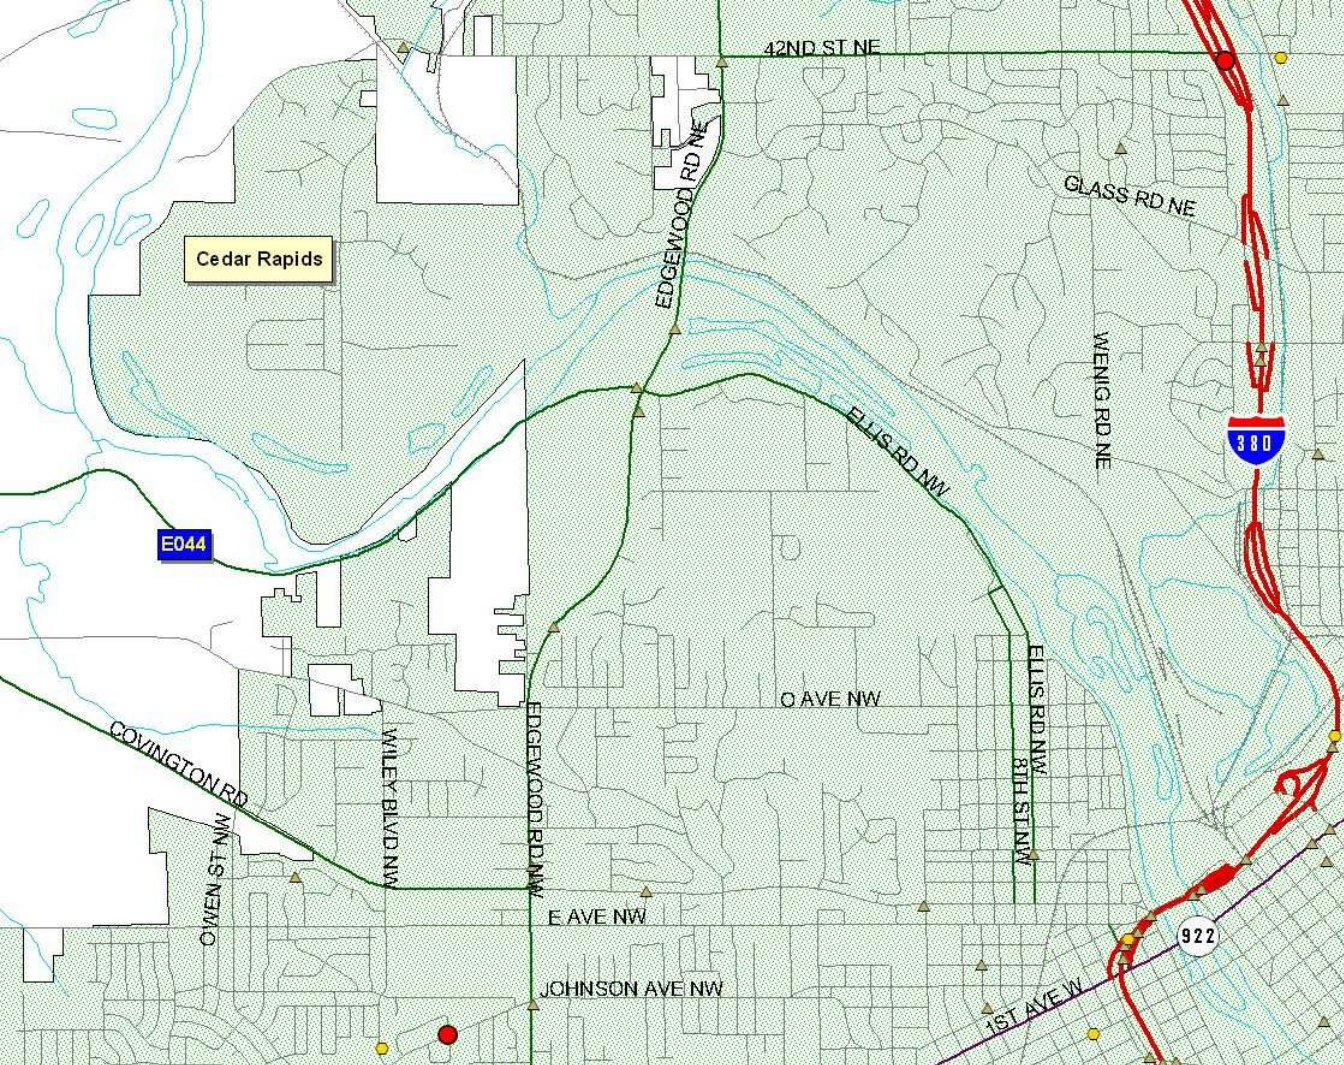 42ND ST NE
EDGEWOOD RD NE
GLASS RD NE
Cedar Rapids
WENIG RD NE
ELLIS RD NW
380
E044
O AVE NW
ELLIS RD NW
COVINGTON RD
WILEY BLVD NW
EDGEWOOD RD NW
8TH ST NW
OWEN ST NW
E AVE NW
922
JOHNSON AVE NW
1ST AVE W